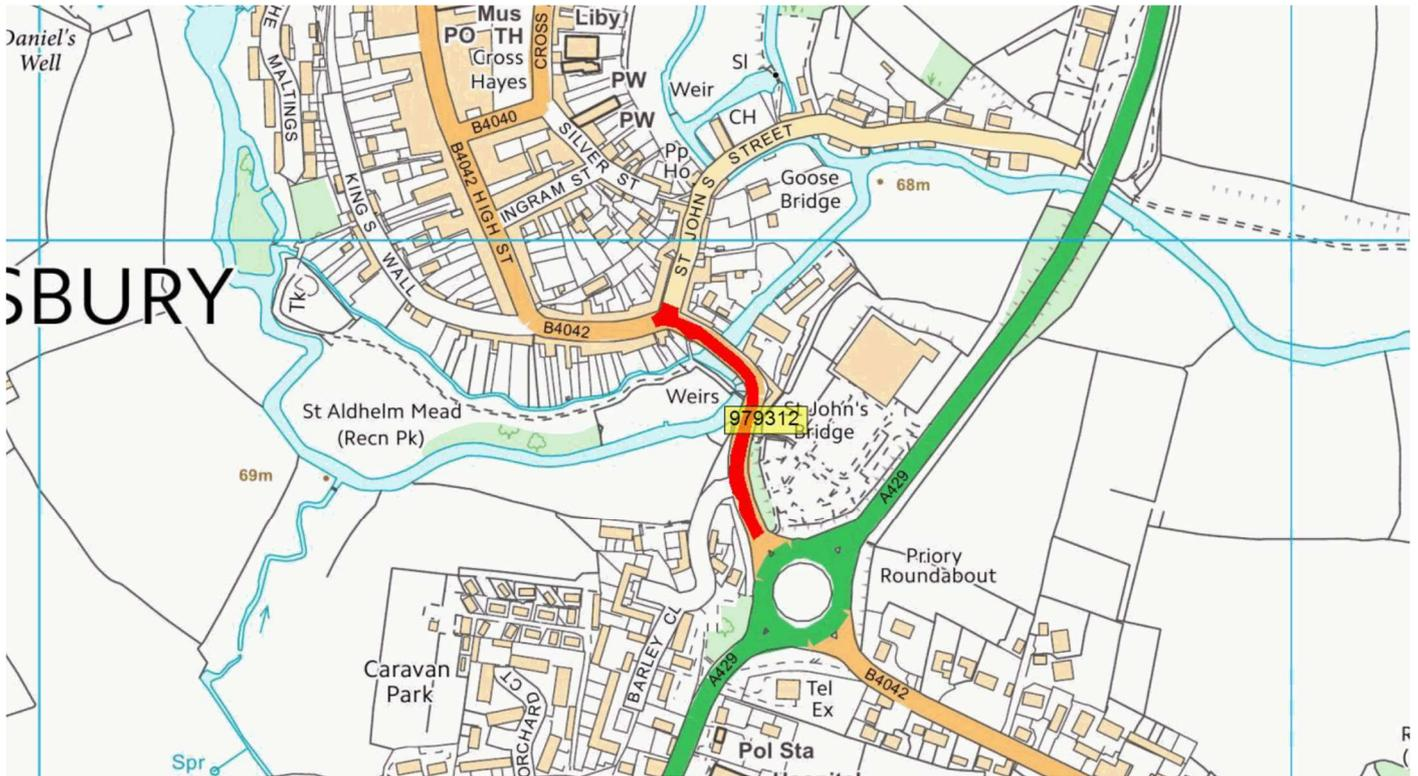 Daniel's
Well
THE
MALTINGS
Mus
PO TH
Cross
Hayes
CROSS
Liby
PW
PW
SI
Weir
CH
B4040
SILVER ST
INGRAM ST
B4042 HIGH ST
KING S
WALL
Pp
Ho
ST JOHN S STREET
Goose
Bridge
68m
SBURY
Tk
B4042
St Aldhelm Mead
(Recn Pk)
Weirs
979312
St John's
Bridge
69m
A429
Priory
Roundabout
Caravan
Park
BARLEY CL
ORCHARD CT
A429
Tel
Ex
B4042
Pol Sta
Hospital
Spr